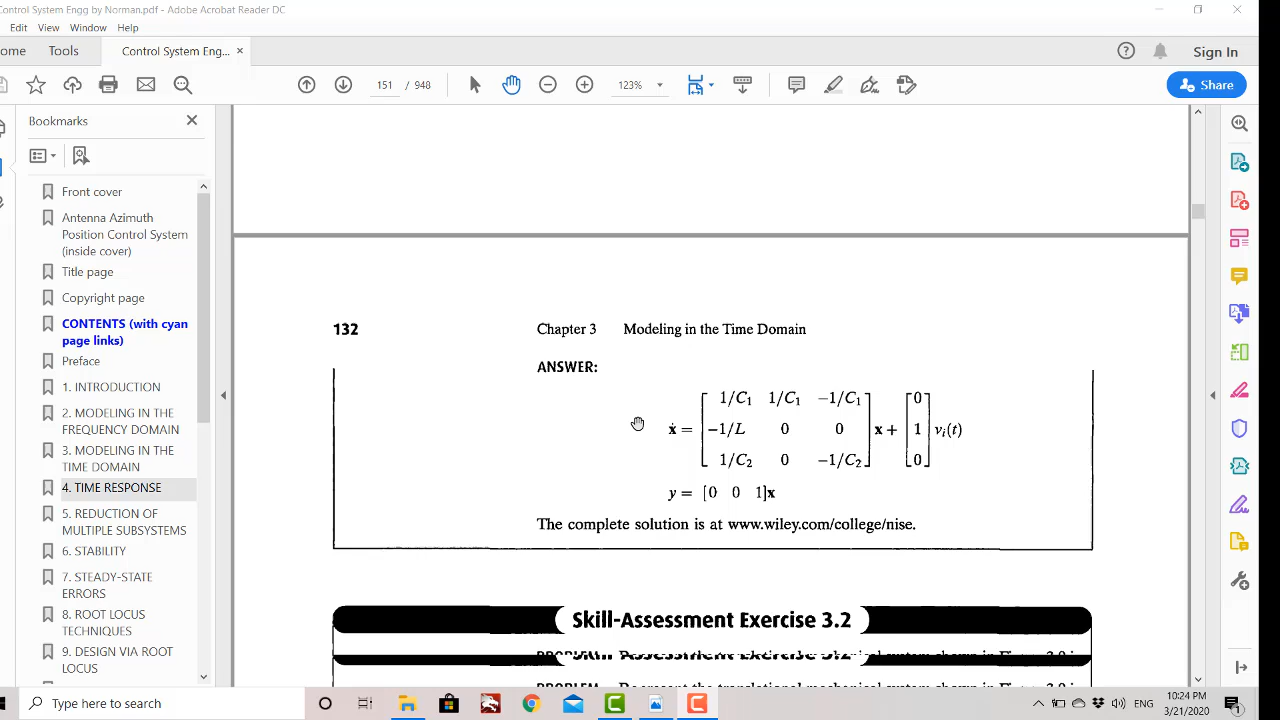 Control System Engg by Norman.pdf - Adobe Acrobat Reader DC
Edit View Window Help
ome Tools Control System Eng... ×
Sign In
151 / 948 123% Share
Bookmarks
Front cover
Antenna Azimuth
Position Control System
(inside cover)
Title page
Copyright page
CONTENTS (with cyan
page links)
Preface
1. INTRODUCTION
2. MODELING IN THE
FREQUENCY DOMAIN
3. MODELING IN THE
TIME DOMAIN
4. TIME RESPONSE
5. REDUCTION OF
MULTIPLE SUBSYSTEMS
6. STABILITY
7. STEADY-STATE
ERRORS
8. ROOT LOCUS
TECHNIQUES
9. DESIGN VIA ROOT
LOCUS
132 Chapter 3 Modeling in the Time Domain
ANSWER:
1/C₁ 1/C₁ −1/C₁ 0
ẋ = −1/L 0 0 x + 1 vᵢ(t)
1/C₂ 0 −1/C₂ 0
y = [0 0 1]x
The complete solution is at www.wiley.com/college/nise.
Skill-Assessment Exercise 3.2
Type here to search
ENG
10:24 PM
3/21/2020